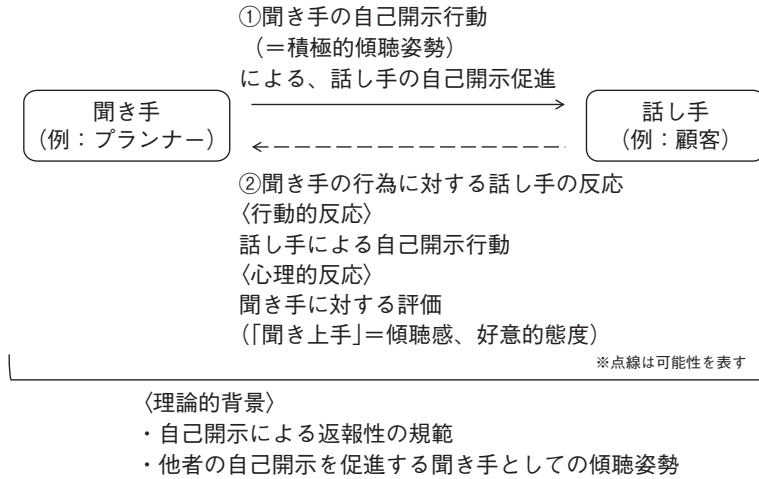 ①聞き手の自己開示行動
（＝積極的傾聴姿勢）
による、話し手の自己開示促進
聞き手
（例：プランナー）
話し手
（例：顧客）
②聞き手の行為に対する話し手の反応
〈行動的反応〉
話し手による自己開示行動
〈心理的反応〉
聞き手に対する評価
（「聞き上手」＝傾聴感、好意的態度）
※点線は可能性を表す
〈理論的背景〉
・自己開示による返報性の規範
・他者の自己開示を促進する聞き手としての傾聴姿勢